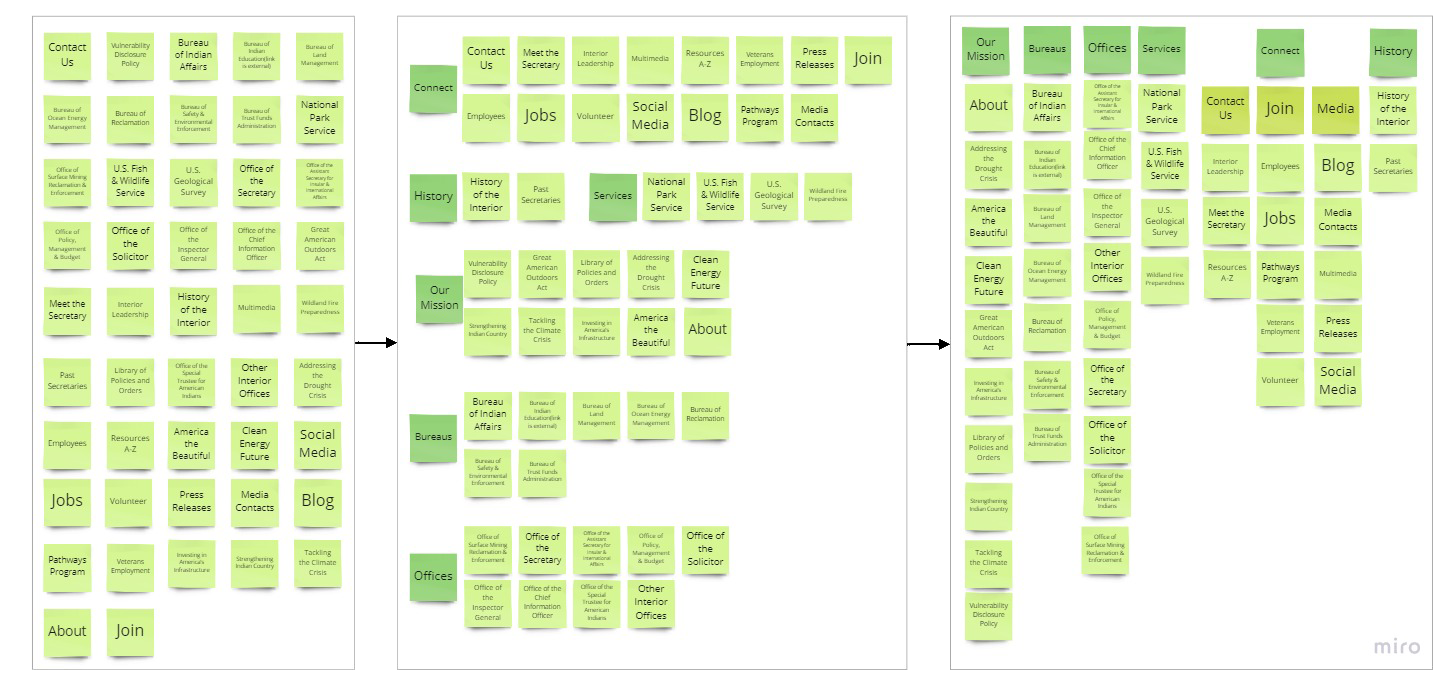 Contact
Us
Vulnerability
Disclosure
Policy
Bureau
of Indian
Affairs
Bureau of
Indian
Education(link
is external)
Bureau of
Land
Management
Bureau of
Ocean Energy
Management
Bureau of
Reclamation
Bureau of
Safety &
Environmental
Enforcement
Bureau of
Trust Funds
Administration
National
Park
Service
Office of
Surface Mining
Reclamation &
Enforcement
U.S. Fish
& Wildlife
Service
U.S.
Geological
Survey
Office of
the
Secretary
Office of the
Assistant
Secretary for
Insular &
International
Affairs
Office of
Policy,
Management
& Budget
Office of
the
Solicitor
Office of
the
Inspector
General
Office of the
Chief
Information
Officer
Great
American
Outdoors
Act
Meet the
Secretary
Interior
Leadership
History
of the
Interior
Multimedia
Wildland Fire
Preparedness
Past
Secretaries
Library of
Policies and
Orders
Office of the
Special
Trustee for
American
Indians
Other
Interior
Offices
Addressing
the
Drought
Crisis
Employees
Resources
A-Z
America
the
Beautiful
Clean
Energy
Future
Social
Media
Jobs
Volunteer
Press
Releases
Media
Contacts
Blog
Pathways
Program
Veterans
Employment
Investing in
America's
Infrastructure
Strengthening
Indian Country
Tackling
the Climate
Crisis
About
Join
Connect
Contact
Us
Meet the
Secretary
Interior
Leadership
Multimedia
Resources
A-Z
Veterans
Employment
Press
Releases
Join
Employees
Jobs
Volunteer
Social
Media
Blog
Pathways
Program
Media
Contacts
History
History
of the
Interior
Past
Secretaries
Services
National
Park
Service
U.S. Fish
& Wildlife
Service
U.S.
Geological
Survey
Wildland Fire
Preparedness
Our
Mission
Vulnerability
Disclosure
Policy
Great
American
Outdoors
Act
Library of
Policies and
Orders
Addressing
the
Drought
Crisis
Clean
Energy
Future
Strengthening
Indian Country
Tackling
the Climate
Crisis
Investing in
America's
Infrastructure
America
the
Beautiful
About
Bureaus
Bureau
of Indian
Affairs
Bureau of
Indian
Education(link
is external)
Bureau of
Land
Management
Bureau of
Ocean Energy
Management
Bureau of
Reclamation
Bureau of
Safety &
Environmental
Enforcement
Bureau of
Trust Funds
Administration
Offices
Office of
Surface Mining
Reclamation &
Enforcement
Office of
the
Secretary
Office of the
Assistant
Secretary for
Insular &
International
Affairs
Office of
Policy,
Management
& Budget
Office of
the
Solicitor
Office of
the
Inspector
General
Office of the
Chief
Information
Officer
Office of the
Special
Trustee for
American
Indians
Other
Interior
Offices
Our
Mission
About
Addressing
the
Drought
Crisis
America
the
Beautiful
Clean
Energy
Future
Great
American
Outdoors
Act
Investing in
America's
Infrastructure
Library of
Policies and
Orders
Strengthening
Indian Country
Tackling
the Climate
Crisis
Vulnerability
Disclosure
Policy
Bureaus
Bureau
of Indian
Affairs
Bureau of
Indian
Education(link
is external)
Bureau of
Land
Management
Bureau of
Ocean Energy
Management
Bureau of
Reclamation
Bureau of
Safety &
Environmental
Enforcement
Bureau of
Trust Funds
Administration
Offices
Office of the
Assistant
Secretary for
Insular &
International
Affairs
Office of
the Chief
Information
Officer
Office of
the
Inspector
General
Other
Interior
Offices
Office of
Policy,
Management
& Budget
Office of
the
Secretary
Office of
the
Solicitor
Office of the
Special
Trustee for
American
Indians
Office of
Surface Mining
Reclamation &
Enforcement
Services
National
Park
Service
U.S. Fish
& Wildlife
Service
U.S.
Geological
Survey
Wildland Fire
Preparedness
Connect
Contact
Us
Interior
Leadership
Meet the
Secretary
Resources
A-Z
Join
Employees
Jobs
Pathways
Program
Veterans
Employment
Volunteer
Media
Blog
Media
Contacts
Multimedia
Press
Releases
Social
Media
History
History
of the
Interior
Past
Secretaries
miro